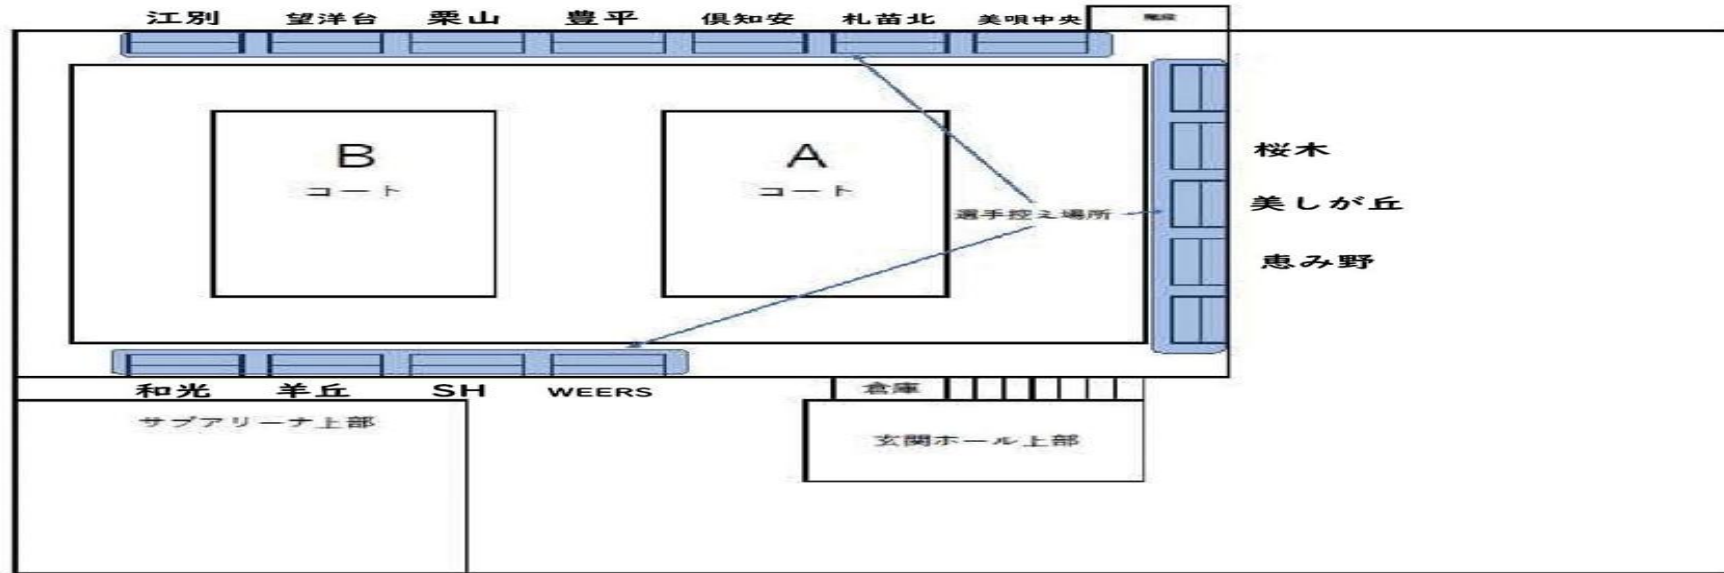 江別 望洋台 栗山 豊平 倶知安 札苗北 美唄中央 階段
B
コート
A
コート
選手控え場所
桜木
美しが丘
恵み野
和光 羊丘 SH WEERS 倉庫
サブアリーナ上部
玄関ホール上部